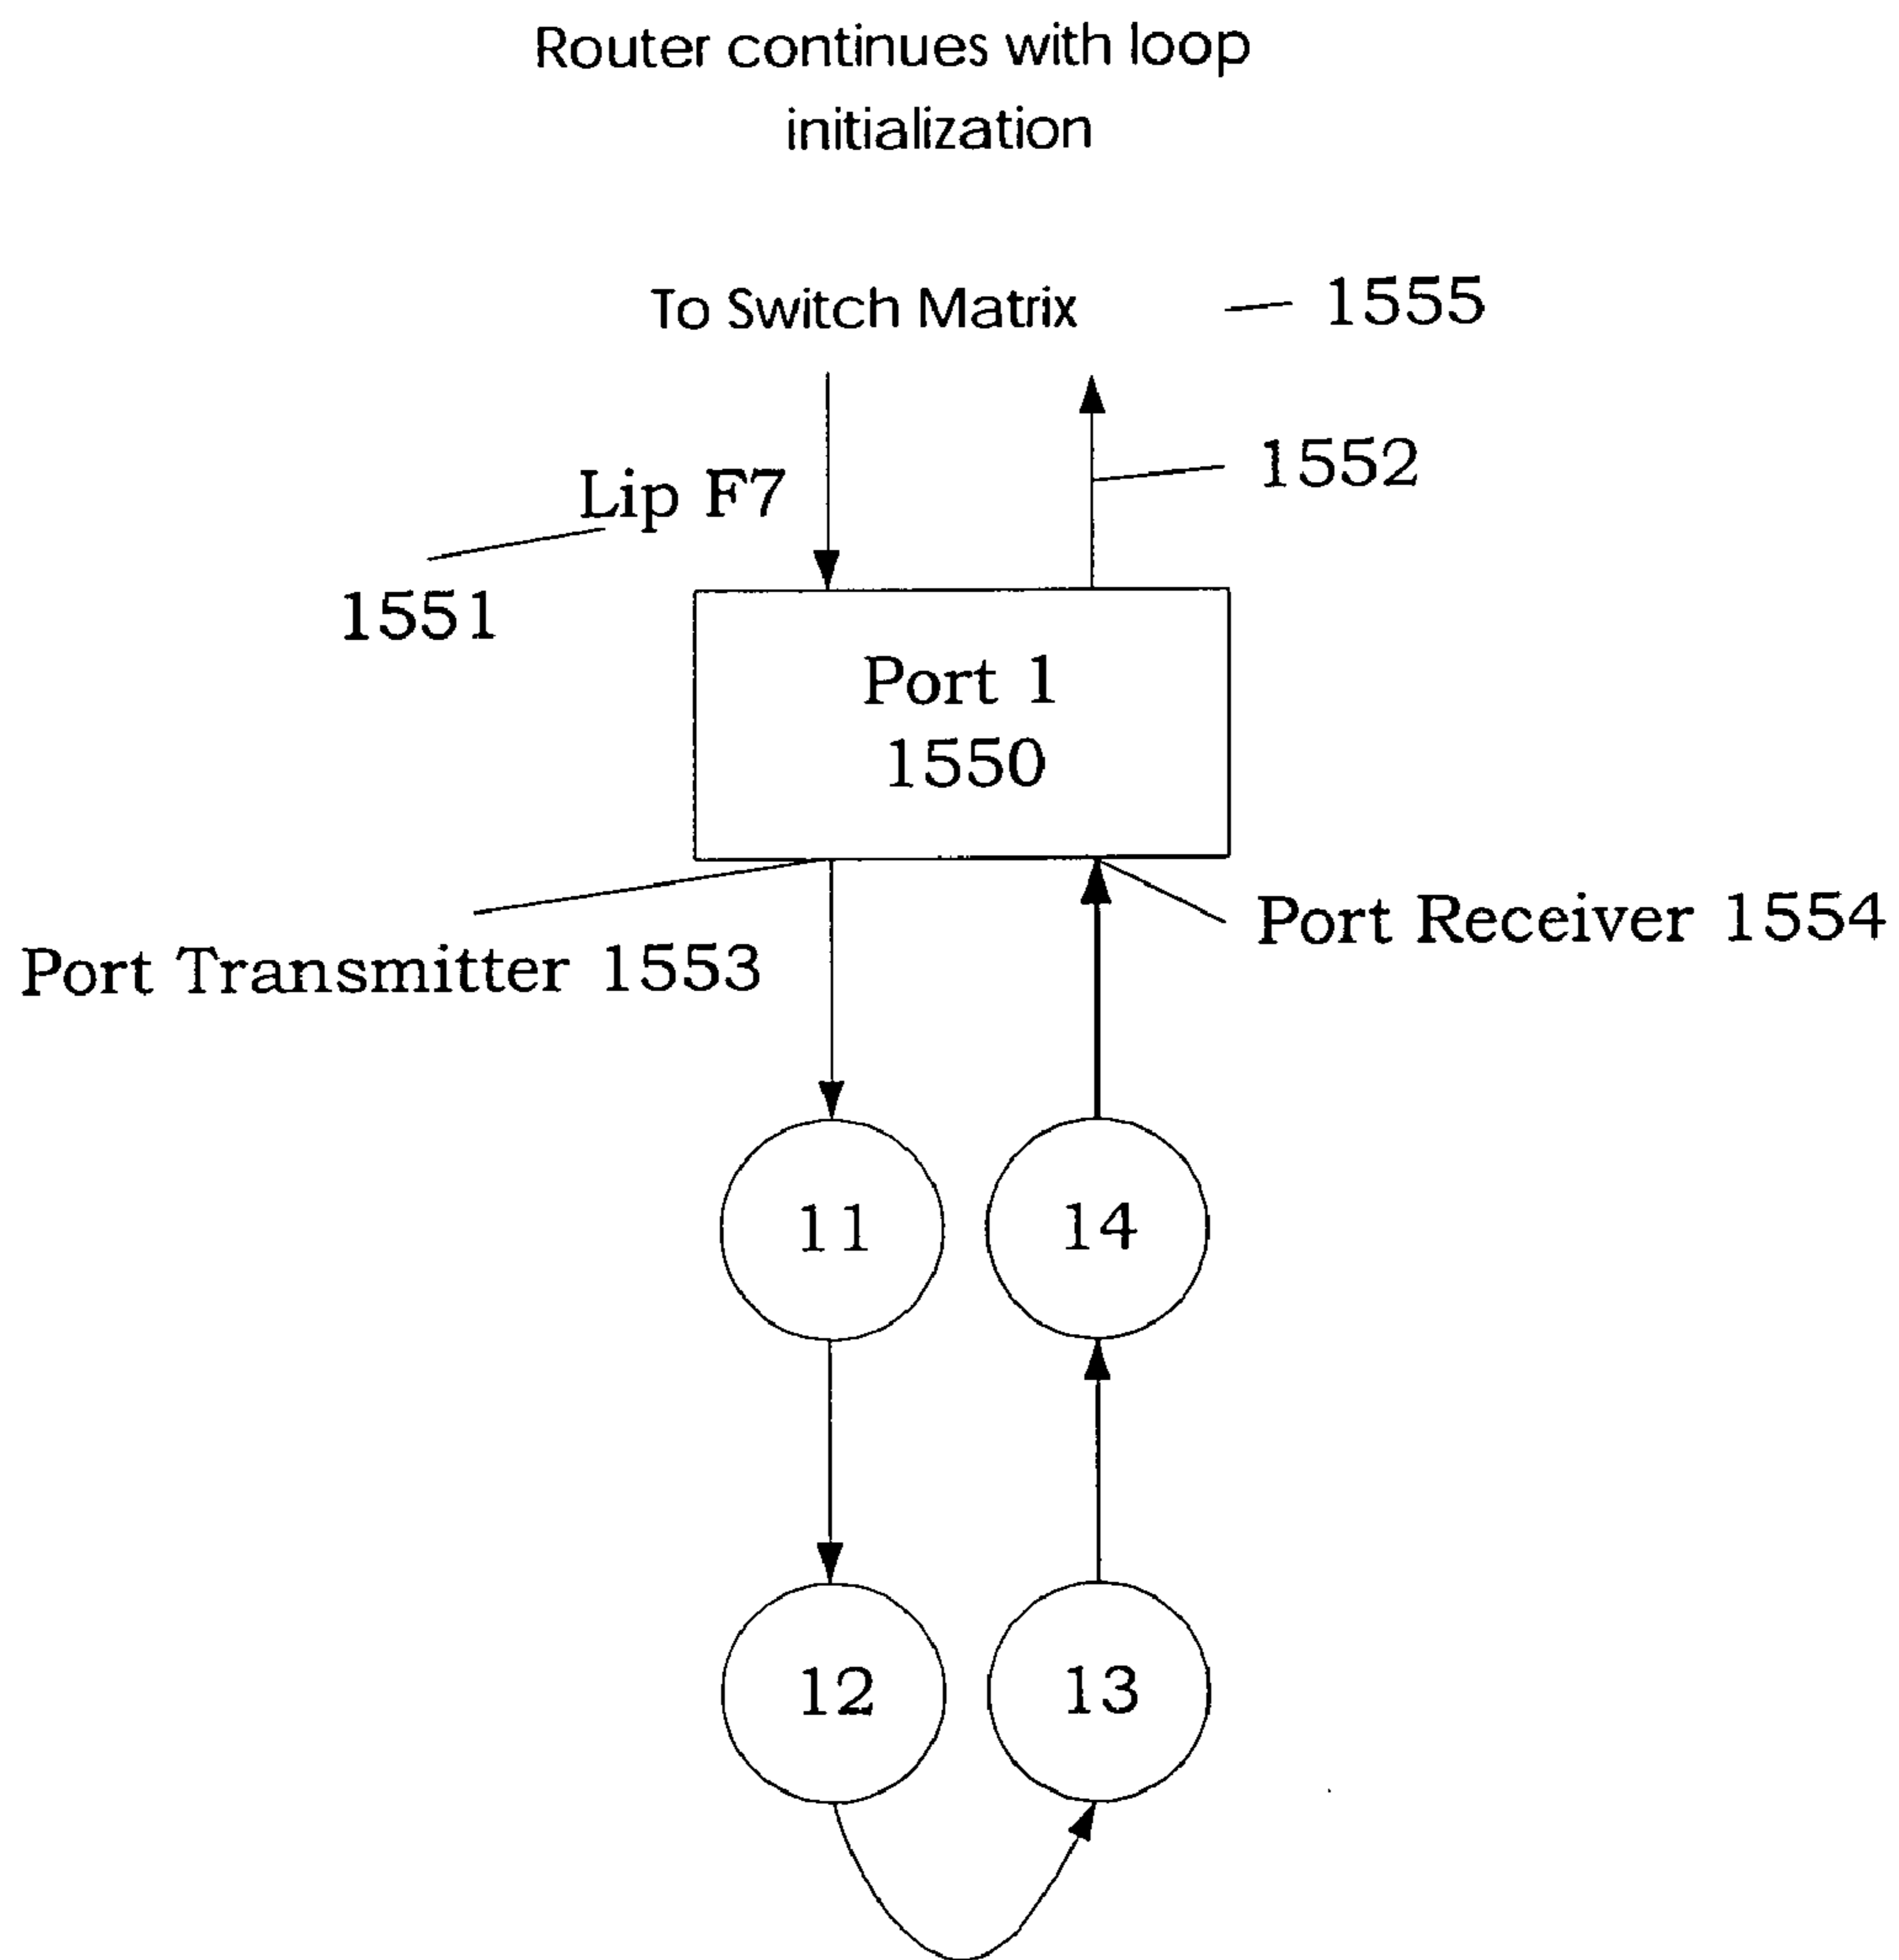 Router continues with loop
initialization
To Switch Matrix
1555
1552
Lip F7
1551
Port 1
1550
Port Receiver 1554
Port Transmitter 1553
11
14
12
13